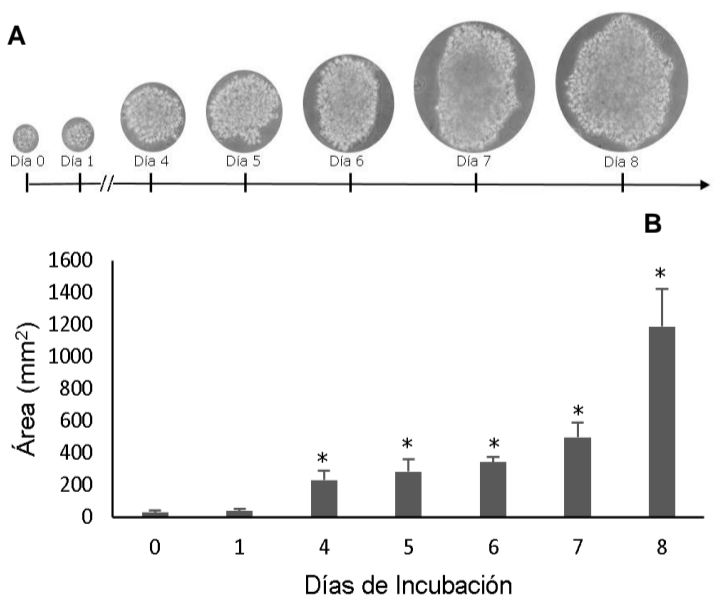 A
Día 0 Día 1 Día 4 Día 5 Día 6 Día 7 Día 8
B
1600
1400
1200
1000
800
600
400
200
0
Área (mm²)
* * * * *
0 1 4 5 6 7 8
Días de Incubación